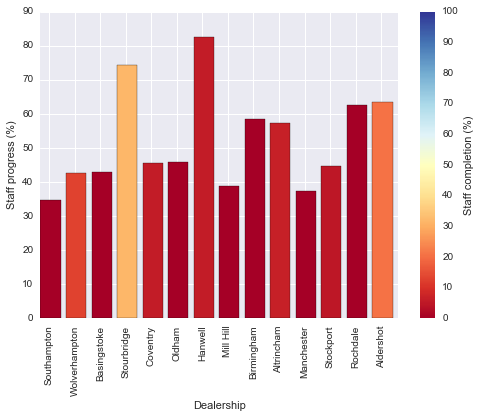 90
80
70
60
50
40
30
20
10
0
Staff progress (%)
Southampton
Wolverhampton
Basingstoke
Stourbridge
Coventry
Oldham
Hanwell
Mill Hill
Birmingham
Altrincham
Manchester
Stockport
Rochdale
Aldershot
Dealership
100
90
80
70
60
50
40
30
20
10
0
Staff completion (%)